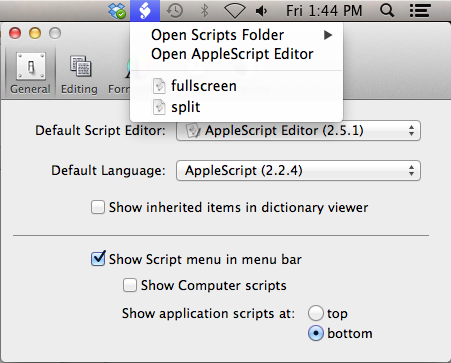 Fri 1:44 PM
Open Scripts Folder
Open AppleScript Editor
fullscreen
split
General
Editing
Default Script Editor: AppleScript Editor (2.5.1)
Default Language: AppleScript (2.2.4)
Show inherited items in dictionary viewer
Show Script menu in menu bar
Show Computer scripts
Show application scripts at: top
bottom